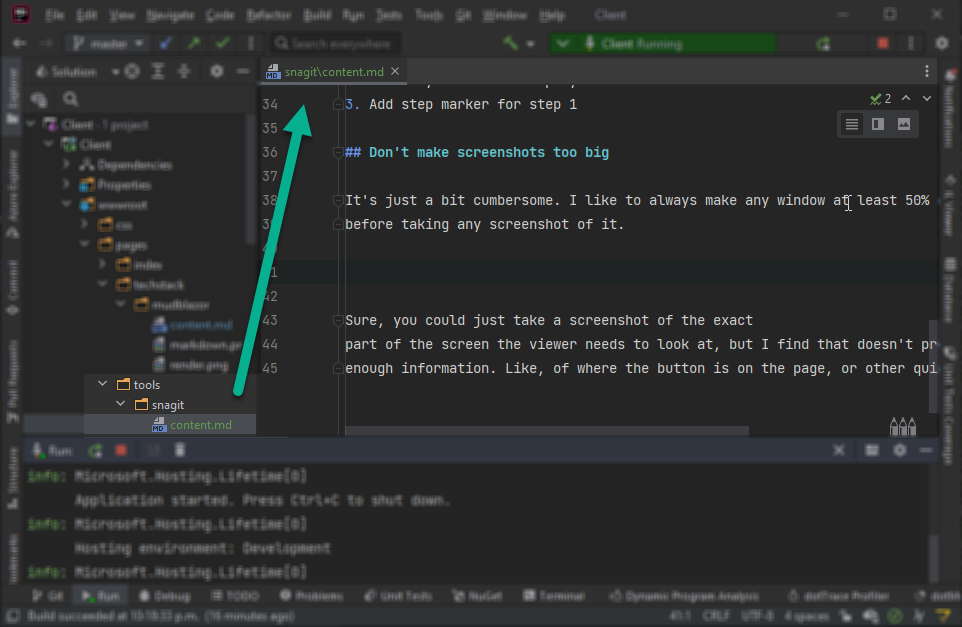 File Edit View Navigate Code Refactor Build Run Tests Tools Git Window Help Client
master Search everywhere Client Running
Explorer
Solution
Client · 1 project
Client
Dependencies
Properties
wwwroot
css
pages
index
techstack
mudblazor
content.md
render.png
tools
snagit
content.md
MD snagit\content.md
2
34 3. Add step marker for step 1
35
36 ## Don't make screenshots too big
37
38 It's just a bit cumbersome. I like to always make any window at least 50%
before taking any screenshot of it.
42
43 Sure, you could just take a screenshot of the exact
44 part of the screen the viewer needs to look at, but I find that doesn't pr
45 enough information. Like, of where the button is on the page, or other qui
Notifications
Database
Unit Tests Coverage
Commit
Pull Requests
Structure
Bookmarks
Run
info: Microsoft.Hosting.Lifetime[0]
Application started. Press Ctrl+C to shut down.
info: Microsoft.Hosting.Lifetime[0]
Hosting environment: Development
info: Microsoft.Hosting.Lifetime[0]
Git Run Debug TODO Problems Unit Tests NuGet Terminal Dynamic Program Analysis dotTrace Profiler
Build succeeded at 10:18:33 p.m. (16 minutes ago) 41:1 CRLF UTF-8 4 spaces